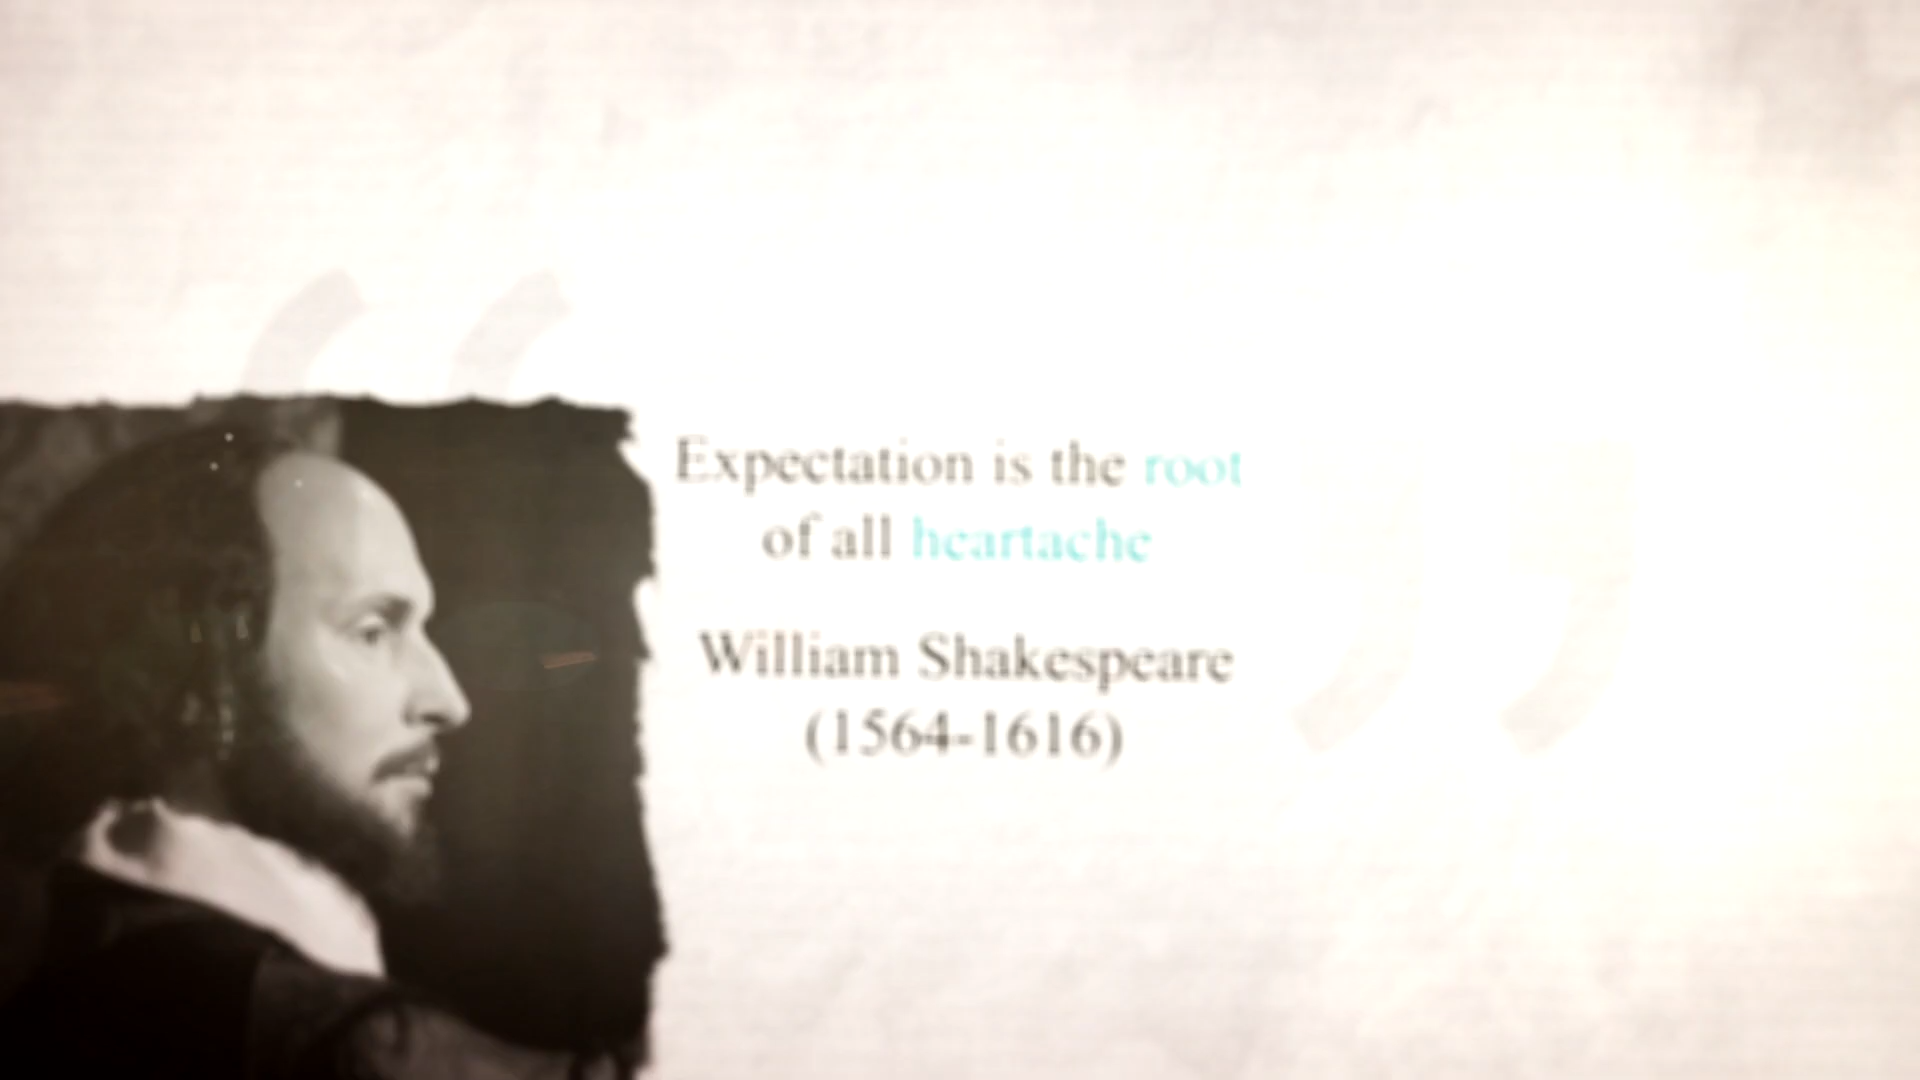 Expectation is the root
of all heartache
William Shakespeare
(1564-1616)